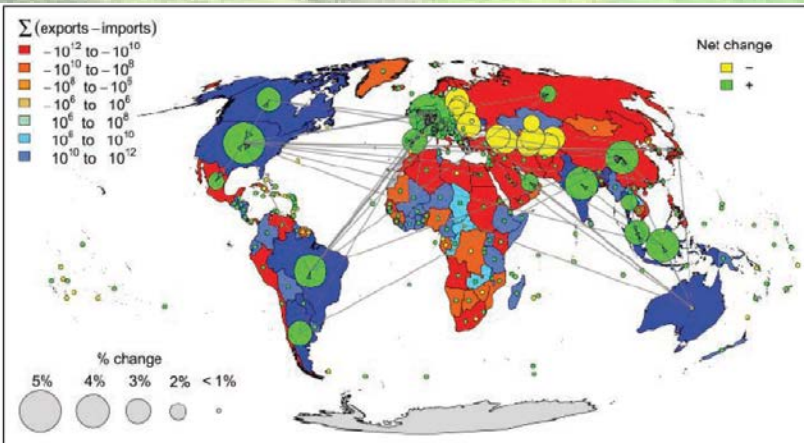 Σ(exports–imports)
−10¹² to −10¹⁰
−10¹⁰ to −10⁸
−10⁸ to −10⁶
−10⁶ to 10⁶
10⁶ to 10⁸
10⁸ to 10¹⁰
10¹⁰ to 10¹²
Net change
−
+
% change
5% 4% 3% 2% <1%